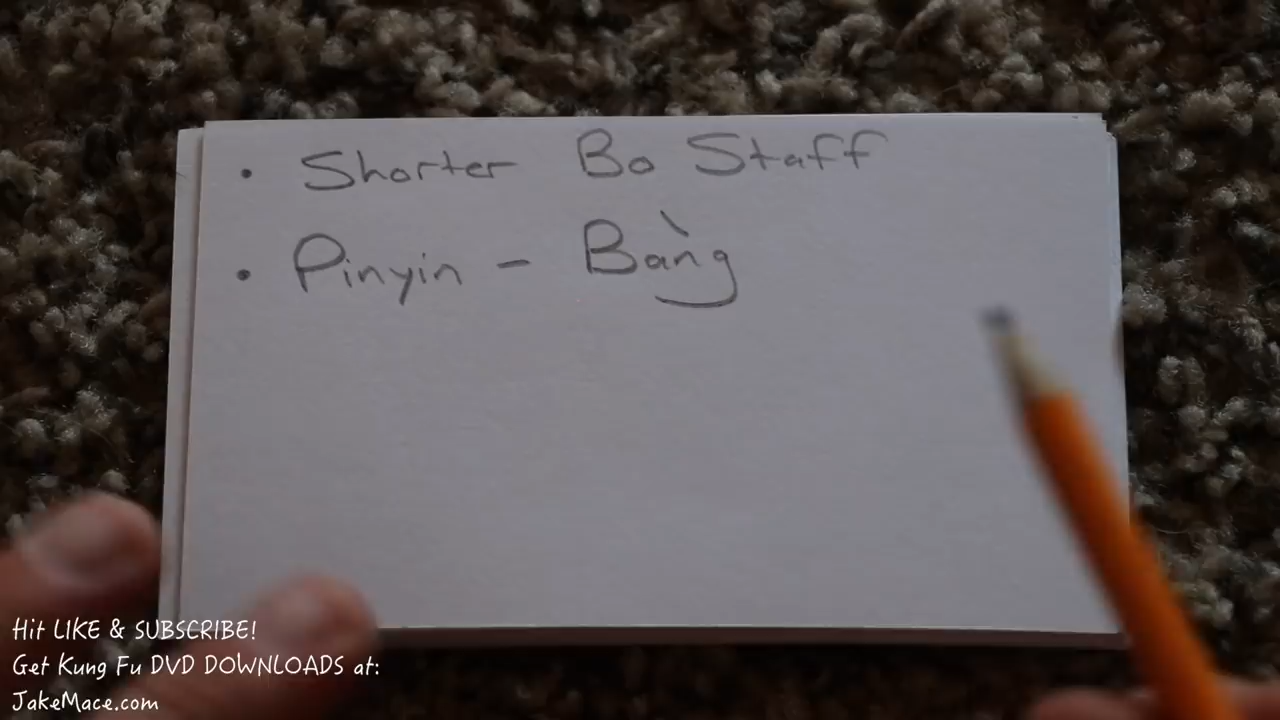 • Shorter Bo Staff
• Pinyin - Bàng
Hit LIKE & SUBSCRIBE!
Get Kung Fu DVD DOWNLOADS at:
JakeMace.com